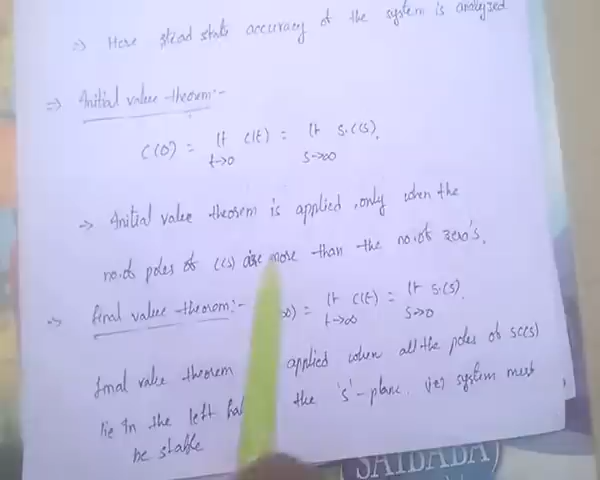 => Here stead state accuracy of the system is analyzed
=> Initial value theorem:-
C(0) = lt C(t) = lt s.C(s).
t->0 s->∞
-> Initial value theorem is applied, only when the
no.of poles of C(s) are more than the no.of zero's.
-> final value theorem:- ∞) = lt C(t) = lt s.C(s).
t->∞ s->0
final value theorem applied when all the poles of sC(s)
lie in the left hal the 's'-plane. (ie) system must
be stable
SAIBABA)